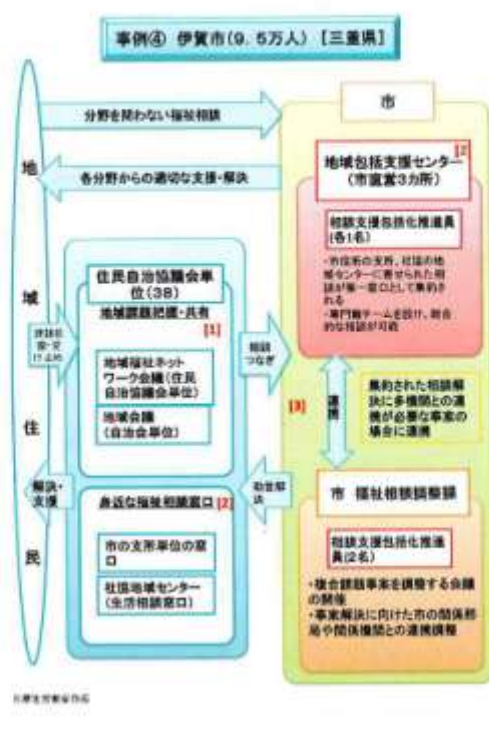 事例④ 伊賀市(9.5万人) [三重県]
分野を問わない福祉相談
各分野からの適切な支援・解決
地域住民
解決・
支援
住民自治協議会単
位(38)
地域課題把握・共有
[1]
地域福祉ネット
ワーク会議(住民
自治協議会単位)
地域会議
(自治会単位)
身近な福祉相談窓口 [2]
市の支所単位の窓
口
社協地域センター
(生活相談窓口)
相談
つなぎ
助言解
決
市
地域包括支援センター
(市直営3カ所)
[2
相談支援包括化推進員
(各1名)
・市役所の支所、社協の地
域センターに寄せられた相
談が第一窓口として集約さ
れる
・専門職チームを設け、総合
的な相談が可能
[3]
連携
集約された相談解
決に多機関との連
携が必要な事案の
場合に連携
市 福祉相談調整課
相談支援包括化推進
員(2名)
・複合課題事案を調整する会議
の開催
・事案解決に向けた市の関係部
局や関係機関との連携調整